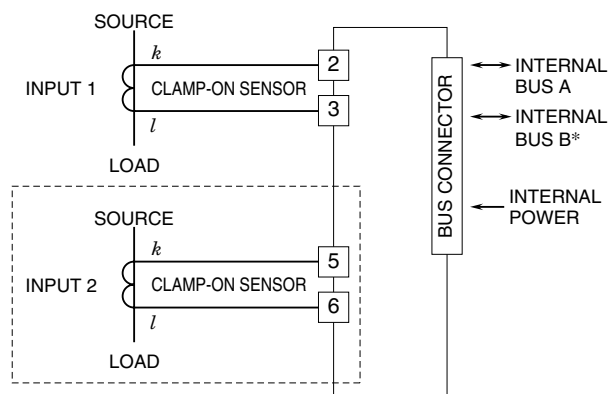 SOURCE
k
2
INPUT 1
CLAMP-ON SENSOR
3
l
LOAD
SOURCE
k
5
INPUT 2
CLAMP-ON SENSOR
6
l
LOAD
BUS CONNECTOR
INTERNAL
BUS A
INTERNAL
BUS B*
INTERNAL
POWER